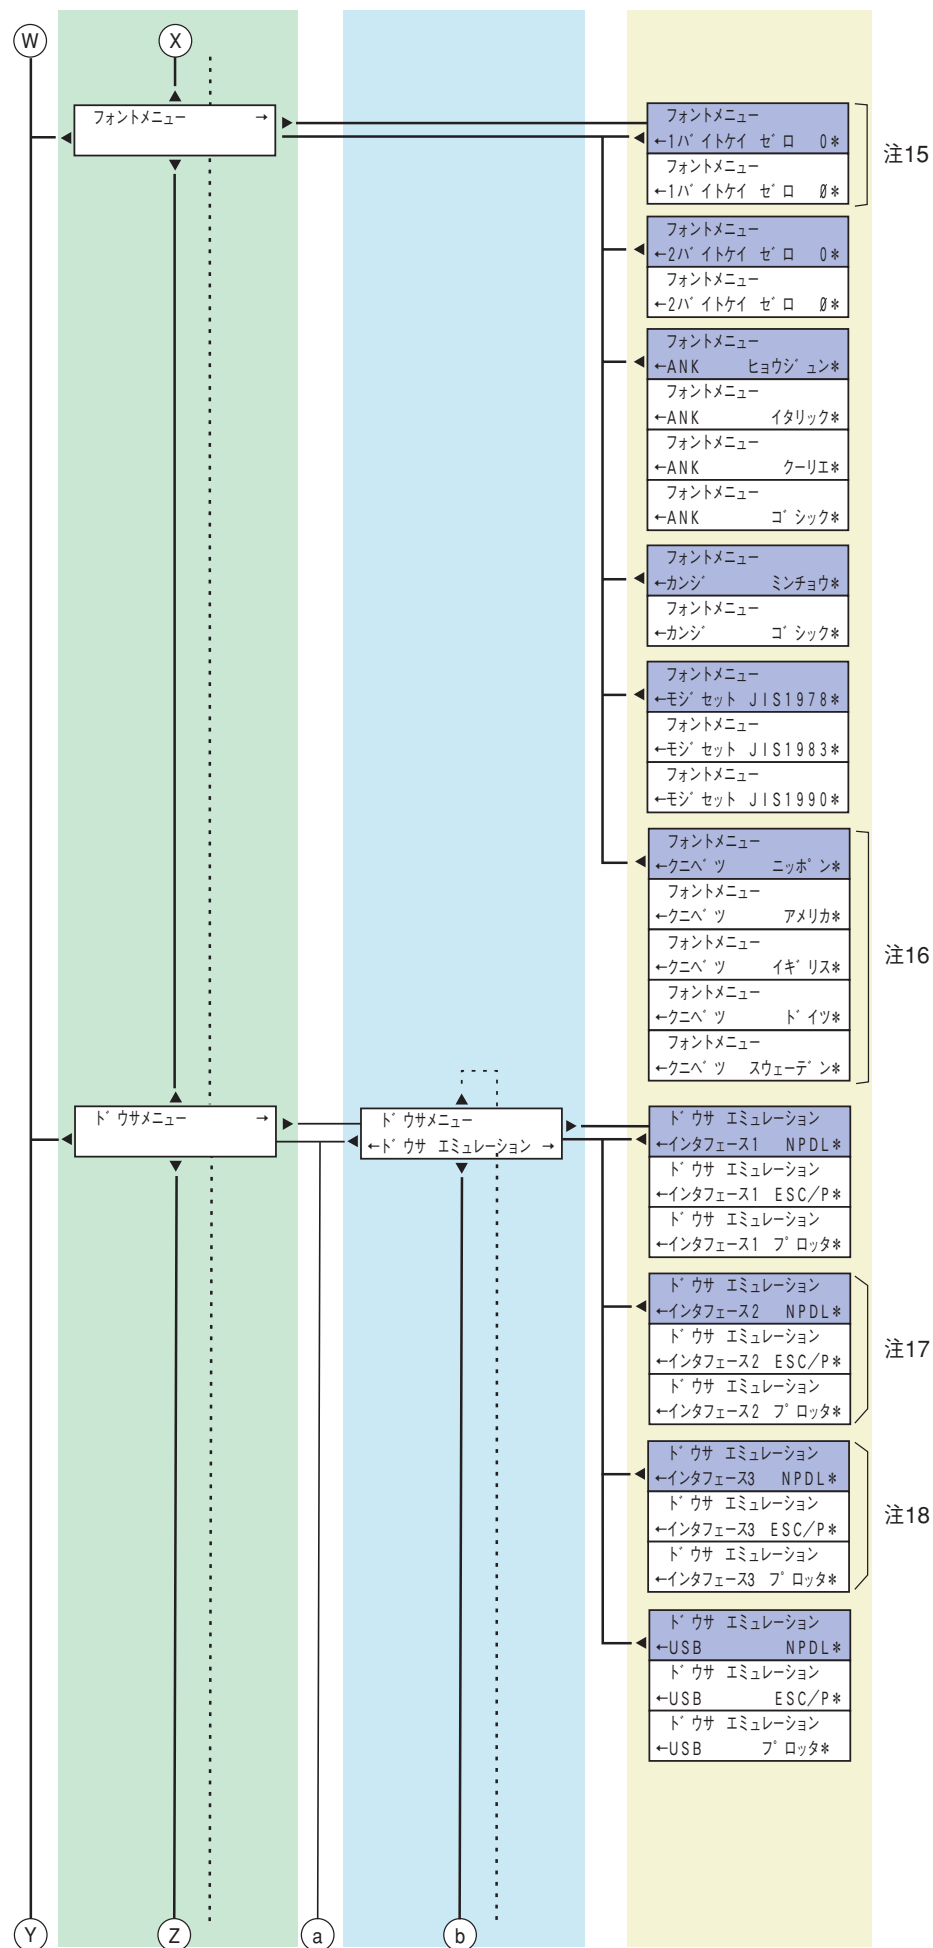 W
X
フォントメニュー →
フォントメニュー
←1バイトケイ ゼロ 0*
フォントメニュー
←1バイトケイ ゼロ Ø*
注15
フォントメニュー
←2バイトケイ ゼロ 0*
フォントメニュー
←2バイトケイ ゼロ Ø*
フォントメニュー
←ANK ヒョウジュン*
フォントメニュー
←ANK イタリック*
フォントメニュー
←ANK クーリエ*
フォントメニュー
←ANK ゴシック*
フォントメニュー
←カンジ ミンチョウ*
フォントメニュー
←カンジ ゴシック*
フォントメニュー
←モジセット JIS1978*
フォントメニュー
←モジセット JIS1983*
フォントメニュー
←モジセット JIS1990*
フォントメニュー
←クニベツ ニッポン*
フォントメニュー
←クニベツ アメリカ*
フォントメニュー
←クニベツ イギリス*
フォントメニュー
←クニベツ ドイツ*
フォントメニュー
←クニベツ スウェーデン*
注16
ドウサメニュー →
ドウサメニュー
←ドウサ エミュレーション →
ドウサ エミュレーション
←インタフェース1 NPDL*
ドウサ エミュレーション
←インタフェース1 ESC/P*
ドウサ エミュレーション
←インタフェース1 プロッタ*
ドウサ エミュレーション
←インタフェース2 NPDL*
ドウサ エミュレーション
←インタフェース2 ESC/P*
ドウサ エミュレーション
←インタフェース2 プロッタ*
注17
ドウサ エミュレーション
←インタフェース3 NPDL*
ドウサ エミュレーション
←インタフェース3 ESC/P*
ドウサ エミュレーション
←インタフェース3 プロッタ*
注18
ドウサ エミュレーション
←USB NPDL*
ドウサ エミュレーション
←USB ESC/P*
ドウサ エミュレーション
←USB プロッタ*
Y
Z
a
b